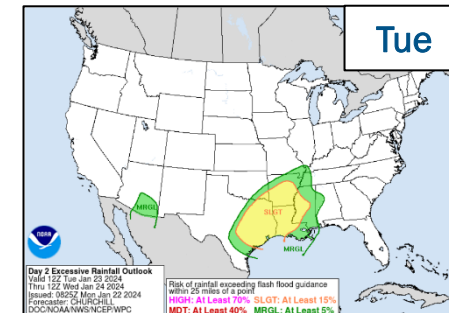 Tue
MRGL
SLGT
MRGL
noaa
Day 2 Excessive Rainfall Outlook
Valid 12Z Tue Jan 23 2024
Thru 12Z Wed Jan 24 2024
Issued: 0825Z Mon Jan 22 2024
Forecaster: CHURCHILL
DOC/NOAA/NWS/NCEP/WPC
Risk of rainfall exceeding flash flood guidance
within 25 miles of a point
HIGH: At Least 70% SLGT: At Least 15%
MDT: At Least 40% MRGL: At Least 5%